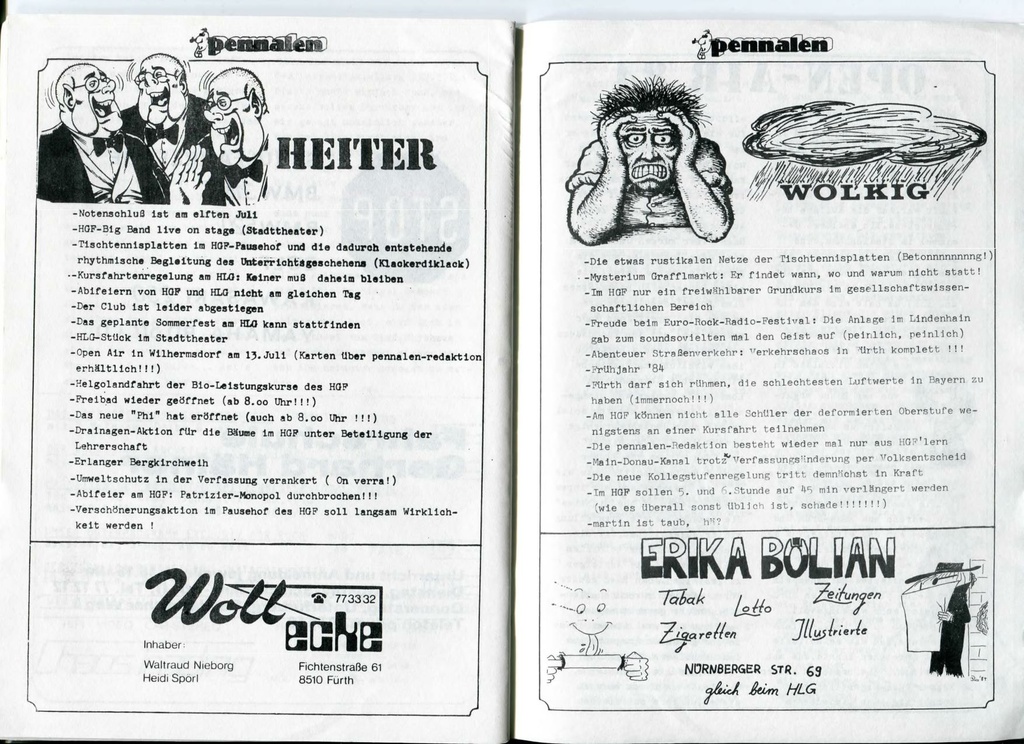 pennalen
HEITER
-Notenschluß ist am elften Juli
-HGF-Big Band live on stage (Stadttheater)
-Tischtennisplatten im HGF-Pausehof und die dadurch entstehende
rhythmische Begleitung des Unterrichtsgeschehens (Klackerdiklack)
-Kursfahrtenregelung am HLG: Keiner muß daheim bleiben
-Abifeiern von HGF und HLG nicht am gleichen Tag
-Der Club ist leider abgestiegen
-Das geplante Sommerfest am HLG kann stattfinden
-HLG-Stück im Stadttheater
-Open Air in Wilhermsdorf am 13.Juli (Karten über pennalen-redaktion
erhältlich!!!)
-Helgolandfahrt der Bio-Leistungskurse des HGF
-Freibad wieder geöffnet (ab 8.oo Uhr!!!)
-Das neue "Phi" hat eröffnet (auch ab 8.oo Uhr !!!)
-Drainagen-Aktion für die Bäume im HGF unter Beteiligung der
Lehrerschaft
-Erlanger Bergkirchweih
-Umweltschutz in der Verfassung verankert ( On verra!)
-Abifeier am HGF: Patrizier-Monopol durchbrochen!!!
-Verschönerungsaktion im Pausehof des HGF soll langsam Wirklich-
keit werden !
Woll ecke
☎ 773332
Inhaber:
Waltraud Nieborg
Heidi Spörl
Fichtenstraße 61
8510 Fürth
pennalen
WOLKIG
-Die etwas rustikalen Netze der Tischtennisplatten (Betonnnnnnnng!)
-Mysterium Grafflmarkt: Er findet wann, wo und warum nicht statt!
-Im HGF nur ein freiwählbarer Grundkurs im gesellschaftswissen-
schaftlichen Bereich
-Freude beim Euro-Rock-Radio-Festival: Die Anlage im Lindenhain
gab zum soundsovielten mal den Geist auf (peinlich, peinlich)
-Abenteuer Straßenverkehr: Verkehrschaos in Fürth komplett !!!
-Frühjahr '84
-Fürth darf sich rühmen, die schlechtesten Luftwerte in Bayern zu
haben (immernoch!!!)
-Am HGF können nicht alle Schüler der deformierten Oberstufe we-
nigstens an einer Kursfahrt teilnehmen
-Die pennalen-Redaktion besteht wieder mal nur aus HGF'lern
-Main-Donau-Kanal trotz Verfassungsänderung per Volksentscheid
-Die neue Kollegstufenregelung tritt demnächst in Kraft
-Im HGF sollen 5. und 6.Stunde auf 45 min verlängert werden
(wie es überall sonst üblich ist, schade!!!!!!!)
-martin ist taub, hä?
ERIKA BÖLIAN
Tabak Lotto Zeitungen
Zigaretten Illustrierte
NÜRNBERGER STR. 69
gleich beim HLG